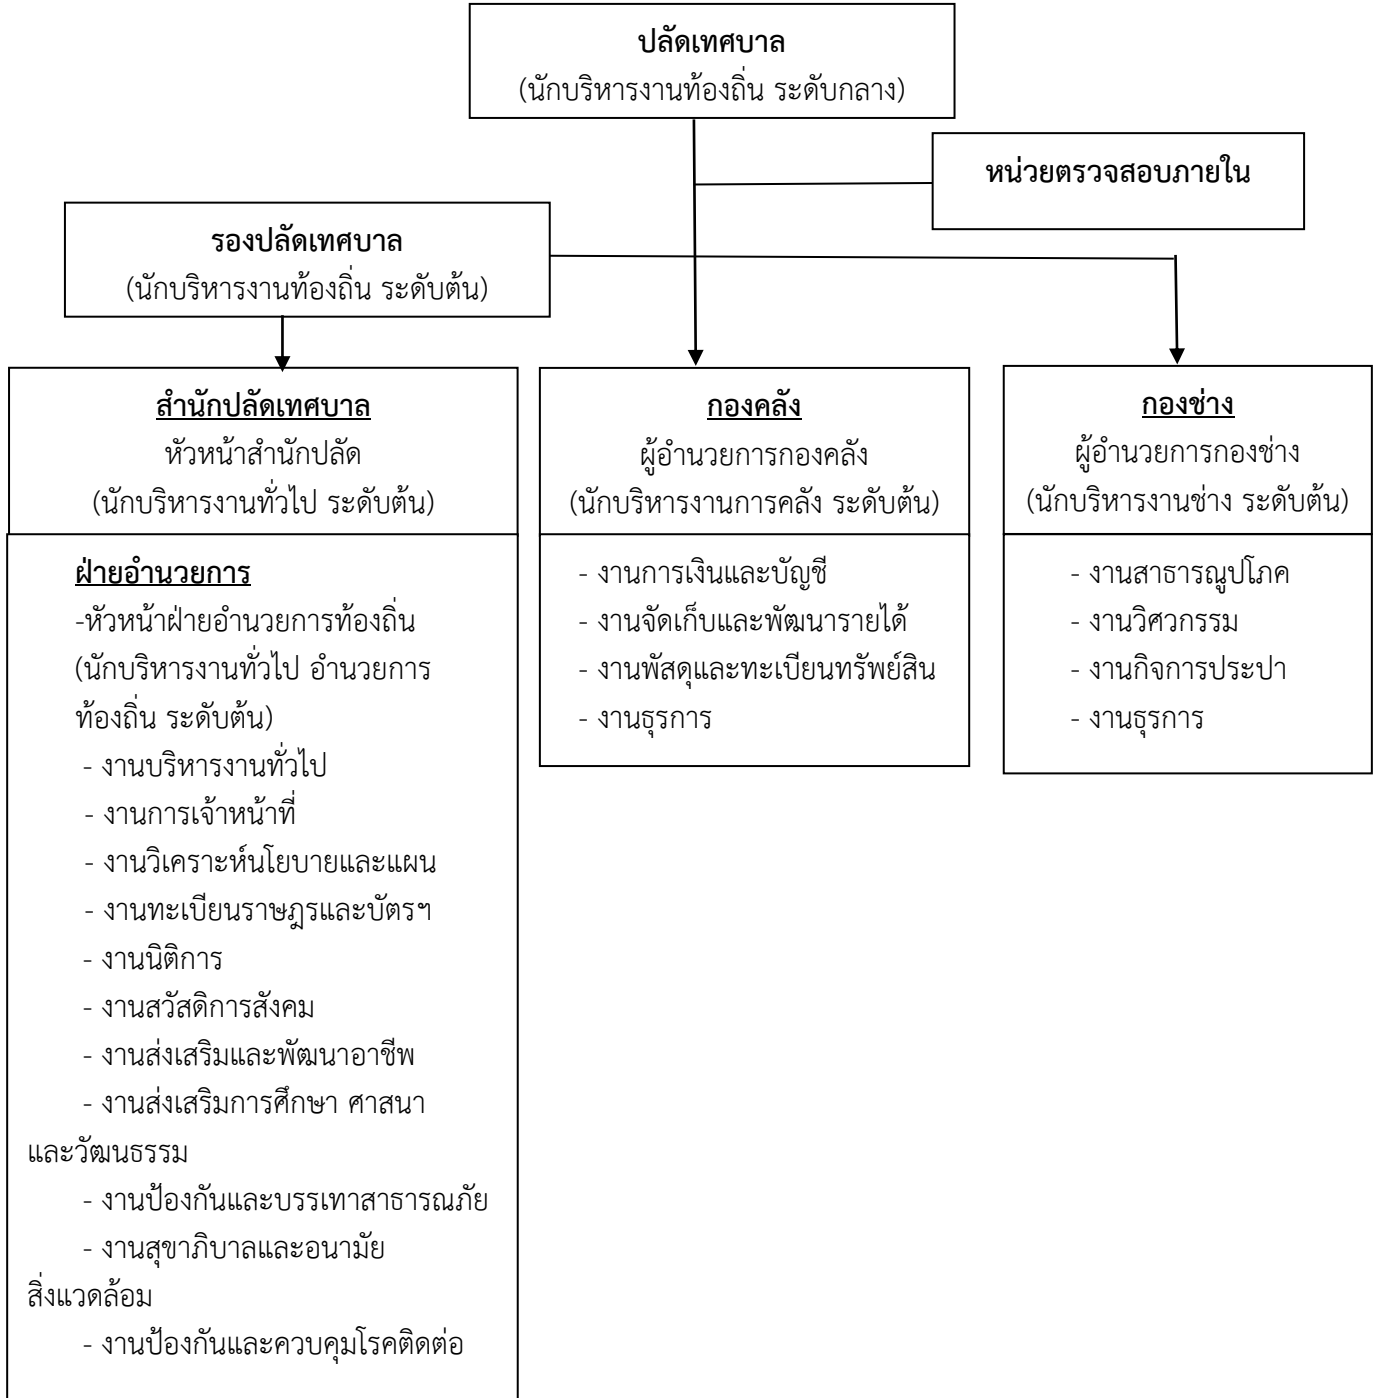 ปลัดเทศบาล
(นักบริหารงานท้องถิ่น ระดับกลาง)
หน่วยตรวจสอบภายใน
รองปลัดเทศบาล
(นักบริหารงานท้องถิ่น ระดับต้น)
สำนักปลัดเทศบาล
หัวหน้าสำนักปลัด
(นักบริหารงานทั่วไป ระดับต้น)
ฝ่ายอำนวยการ
-หัวหน้าฝ่ายอำนวยการท้องถิ่น
(นักบริหารงานทั่วไป อำนวยการ
ท้องถิ่น ระดับต้น)
- งานบริหารงานทั่วไป
- งานการเจ้าหน้าที่
- งานวิเคราะห์นโยบายและแผน
- งานทะเบียนราษฎรและบัตรฯ
- งานนิติการ
- งานสวัสดิการสังคม
- งานส่งเสริมและพัฒนาอาชีพ
- งานส่งเสริมการศึกษา ศาสนา
และวัฒนธรรม
- งานป้องกันและบรรเทาสาธารณภัย
- งานสุขาภิบาลและอนามัย
สิ่งแวดล้อม
- งานป้องกันและควบคุมโรคติดต่อ
กองคลัง
ผู้อำนวยการกองคลัง
(นักบริหารงานการคลัง ระดับต้น)
- งานการเงินและบัญชี
- งานจัดเก็บและพัฒนารายได้
- งานพัสดุและทะเบียนทรัพย์สิน
- งานธุรการ
กองช่าง
ผู้อำนวยการกองช่าง
(นักบริหารงานช่าง ระดับต้น)
- งานสาธารณูปโภค
- งานวิศวกรรม
- งานกิจการประปา
- งานธุรการ